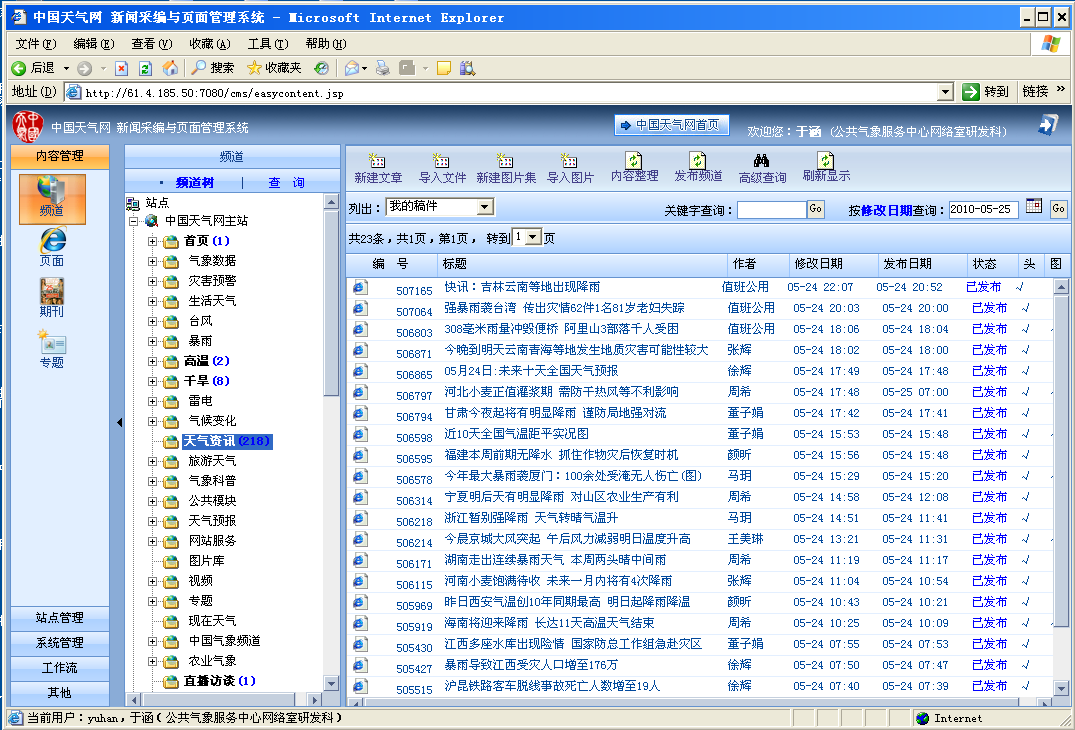 中国天气网 新闻采编与页面管理系统 - Microsoft Internet Explorer
文件(F) 编辑(E) 查看(V) 收藏(A) 工具(T) 帮助(H)
后退 搜索 收藏夹
地址(D) http://61.4.185.50:7080/cms/easycontent.jsp 转到 链接 »
中国天气网 新闻采编与页面管理系统 中国天气网首页 欢迎您：于涵 (公共气象服务中心网络室研发科)
内容管理
频道
页面
期刊
专题
站点管理
系统管理
工作流
其他
频道
· 频道树 | 查 询
站点
中国天气网主站
首页 (1)
气象数据
灾害预警
生活天气
台风
暴雨
高温 (2)
干旱 (8)
雷电
气候变化
天气资讯 (218)
旅游天气
气象科普
公共模块
天气预报
网站服务
图片库
视频
专题
现在天气
中国气象频道
农业气象
直播访谈 (1)
新建文章 导入文件 新建图片集 导入图片 内容整理 发布频道 高级查询 刷新显示
列出： 我的稿件 关键字查询： Go 按修改日期查询： 2010-05-25 Go
共23条，共1页，第1页， 转到 1 页
编 号 标题 作者 修改日期 发布日期 状态 头 图
507165 快讯：吉林云南等地出现降雨 值班公用 05-24 22:07 05-24 20:52 已发布 √
507064 强暴雨袭台湾 传出灾情62件1名81岁老妇失踪 值班公用 05-24 20:03 05-24 20:00 已发布 √
506803 308毫米雨量冲毁便桥 阿里山3部落千人受困 值班公用 05-24 18:06 05-24 18:04 已发布 √
506871 今晚到明天云南青海等地发生地质灾害可能性较大 张辉 05-24 18:02 05-24 18:00 已发布 √
506865 05月24日:未来十天全国天气预报 徐辉 05-24 17:49 05-24 17:48 已发布 √
506797 河北小麦正值灌浆期 需防干热风等不利影响 周希 05-24 17:48 05-25 07:00 已发布 √
506794 甘肃今夜起将有明显降雨 谨防局地强对流 董子娟 05-24 17:42 05-24 17:41 已发布 √
506598 近10天全国气温距平实况图 董子娟 05-24 15:53 05-24 15:48 已发布 √
506595 福建本周前期无降水 抓住作物灾后恢复时机 颜昕 05-24 15:56 05-24 15:48 已发布 √
506578 今年最大暴雨袭厦门：100余处受淹无人伤亡(图) 马玥 05-24 15:29 05-24 15:20 已发布 √
506314 宁夏明后天有明显降雨 对山区农业生产有利 周希 05-24 14:58 05-24 12:08 已发布 √
506218 浙江暂别强降雨 天气转晴气温升 马玥 05-24 14:51 05-24 11:41 已发布 √
506214 今晨京城大风突起 午后风力减弱明日温度升高 王美琳 05-24 13:21 05-24 11:31 已发布 √
506171 湖南走出连续暴雨天气 本周两头晴中间雨 周希 05-24 11:19 05-24 11:17 已发布 √
506115 河南小麦饱满待收 未来一月内将有4次降雨 张辉 05-24 11:04 05-24 10:54 已发布 √
505969 昨日西安气温创10年同期最高 明日起降雨降温 颜昕 05-24 10:43 05-24 10:21 已发布 √
505919 海南将迎来降雨 长达11天高温天气结束 周希 05-24 10:25 05-24 10:09 已发布 √
505430 江西多座水库出现险情 国家防总工作组急赴灾区 董子娟 05-24 07:55 05-24 07:53 已发布 √
505427 暴雨导致江西受灾人口增至176万 徐辉 05-24 07:50 05-24 07:47 已发布 √
505515 沪昆铁路客车脱线事故死亡人数增至19人 徐辉 05-24 07:40 05-24 07:39 已发布 √
当前用户：yuhan，于涵(公共气象服务中心网络室研发科) Internet